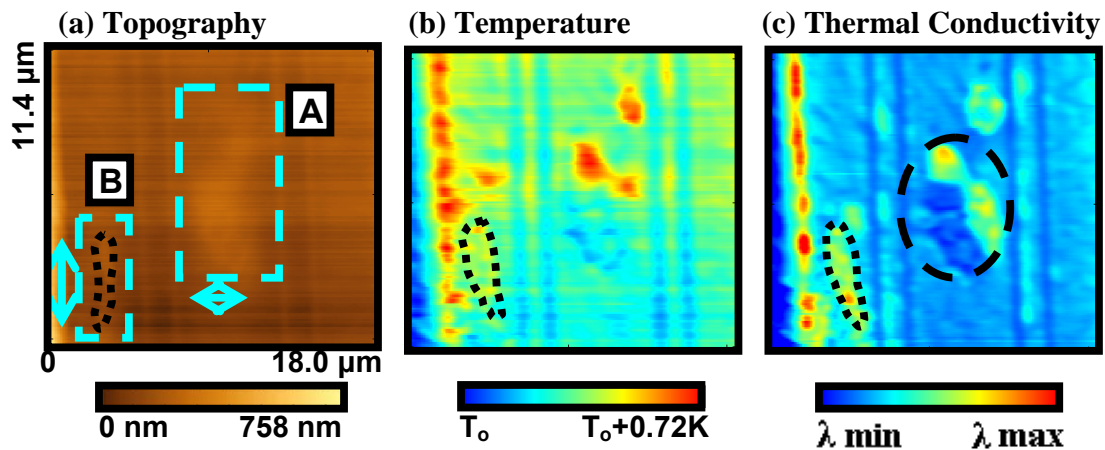 (a) Topography
(b) Temperature
(c) Thermal Conductivity
11.4 µm
A
B
0
18.0 µm
0 nm
758 nm
To
To+0.72K
λ min
λ max